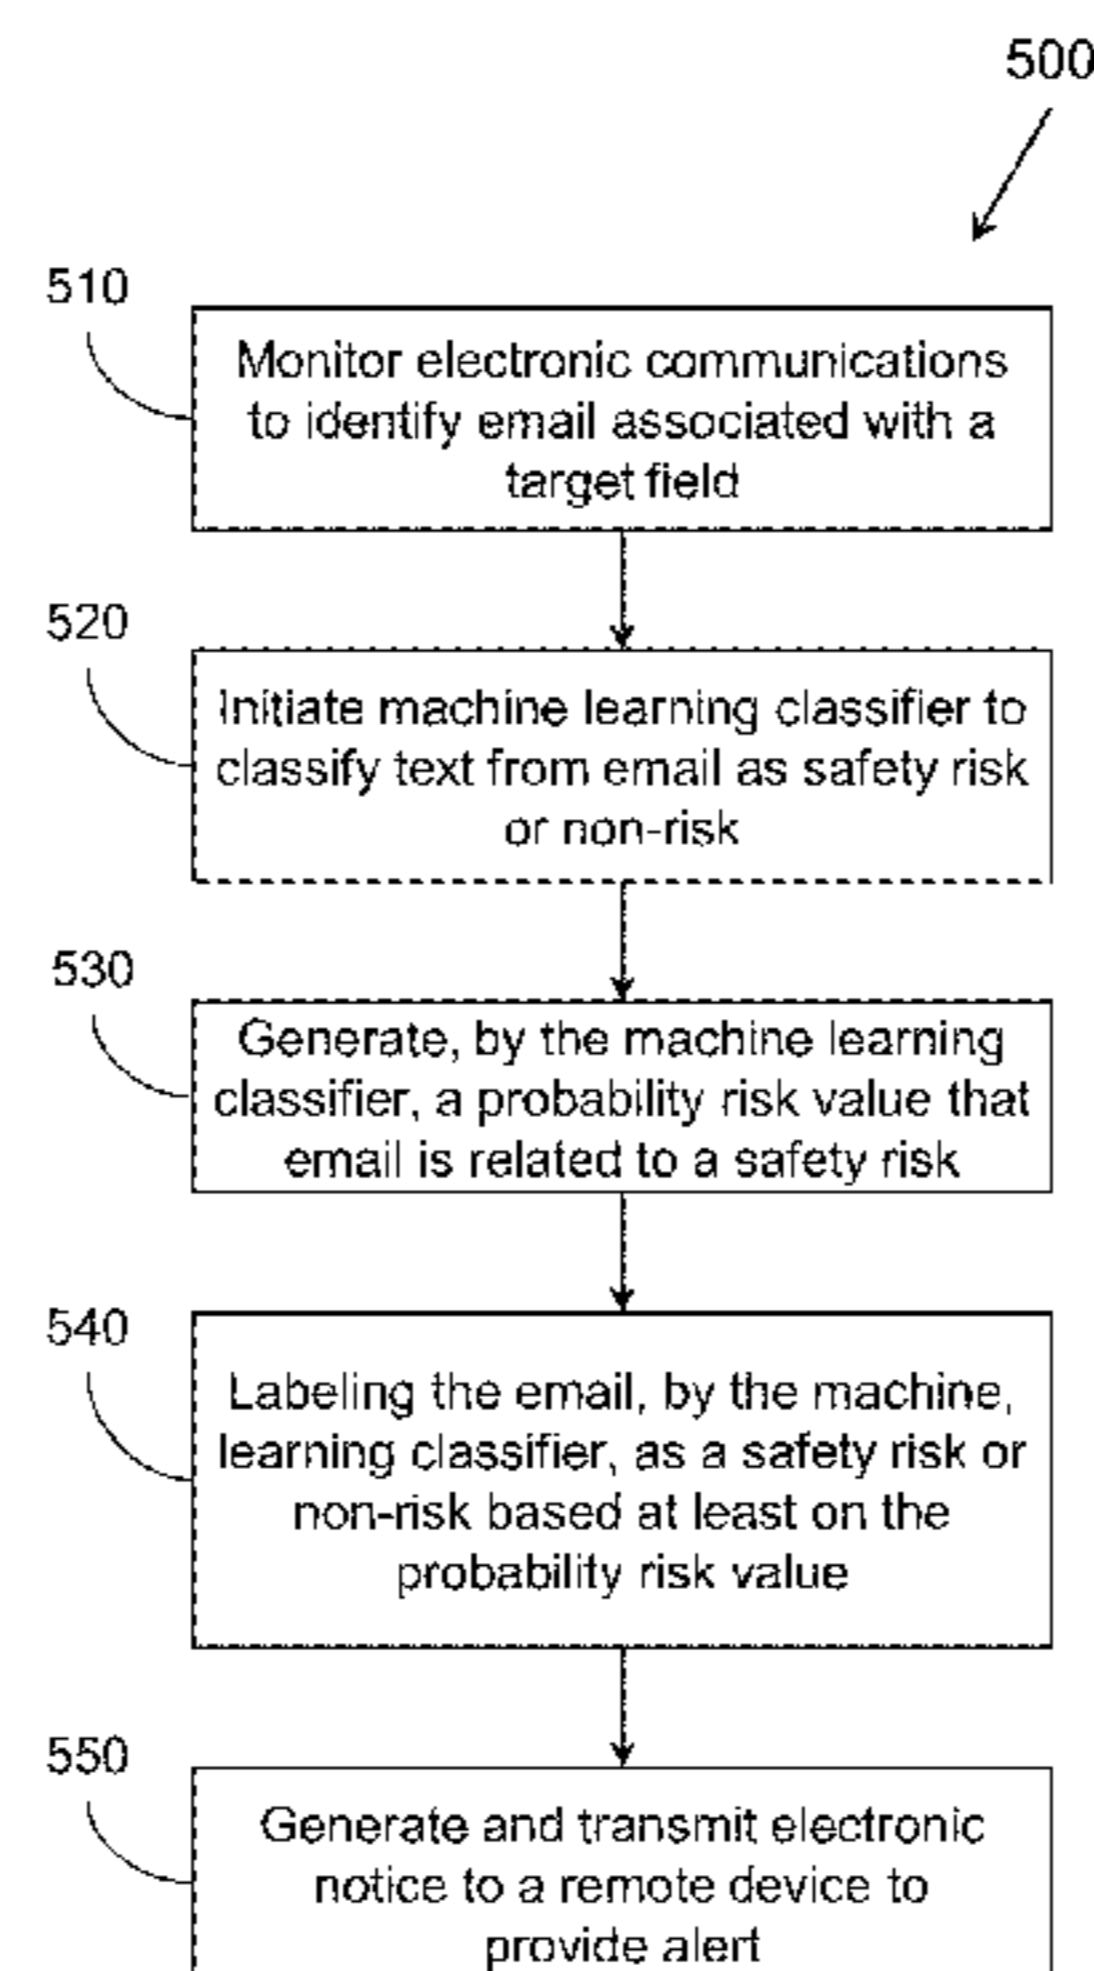 500
510
Monitor electronic communications
to identify email associated with a
target field
520
Initiate machine learning classifier to
classify text from email as safety risk
or non-risk
530
Generate, by the machine learning
classifier, a probability risk value that
email is related to a safety risk
540
Labeling the email, by the machine,
learning classifier, as a safety risk or
non-risk based at least on the
probability risk value
550
Generate and transmit electronic
notice to a remote device to
provide alert